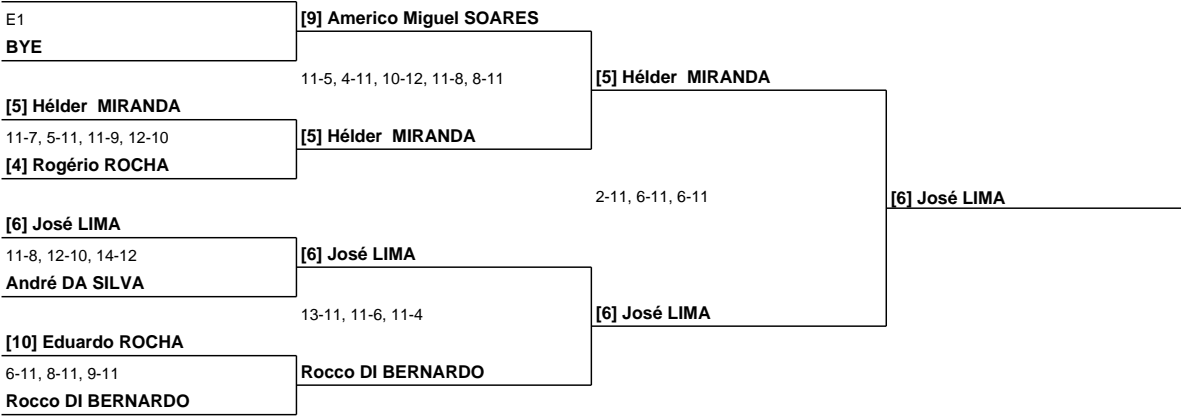 E1
BYE
[5] Hélder  MIRANDA
11-7, 5-11, 11-9, 12-10
[4] Rogério ROCHA
[6] José LIMA
11-8, 12-10, 14-12
André DA SILVA
[10] Eduardo ROCHA
6-11, 8-11, 9-11
Rocco DI BERNARDO
[9] Americo Miguel SOARES
11-5, 4-11, 10-12, 11-8, 8-11
[5] Hélder  MIRANDA
[6] José LIMA
13-11, 11-6, 11-4
Rocco DI BERNARDO
[5] Hélder  MIRANDA
2-11, 6-11, 6-11
[6] José LIMA
[6] José LIMA